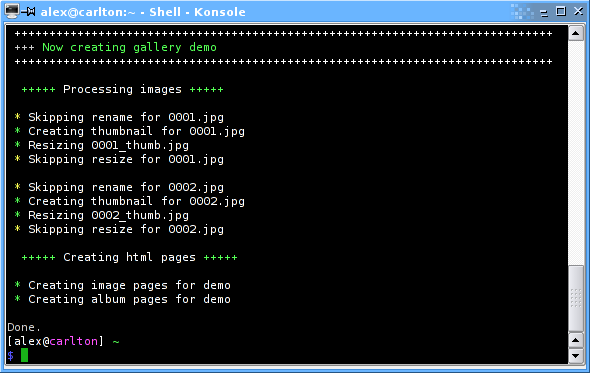 alex@carlton:~ - Shell - Konsole
++++++++++++++++++++++++++++++++++++++++++++++++++++++++++++++++++++++++++++++
+++ Now creating gallery demo
++++++++++++++++++++++++++++++++++++++++++++++++++++++++++++++++++++++++++++++
+++++ Processing images +++++
* Skipping rename for 0001.jpg
* Creating thumbnail for 0001.jpg
* Resizing 0001_thumb.jpg
* Skipping resize for 0001.jpg
* Skipping rename for 0002.jpg
* Creating thumbnail for 0002.jpg
* Resizing 0002_thumb.jpg
* Skipping resize for 0002.jpg
+++++ Creating html pages +++++
* Creating image pages for demo
* Creating album pages for demo
Done.
[alex@carlton] ~
$